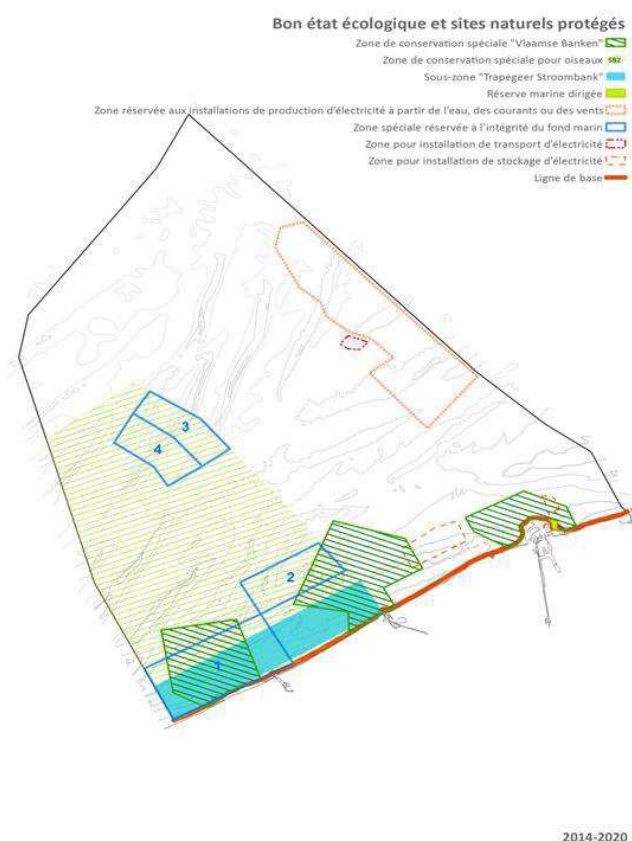 Bon état écologique et sites naturels protégés
Zone de conservation spéciale "Vlaamse Banken"
Zone de conservation spéciale pour oiseaux SBZ
Sous-zone "Trapegeer Stroombank"
Réserve marine dirigée
Zone réservée aux installations de production d'électricité à partir de l'eau, des courants ou des vents
Zone spéciale réservée à l'intégrité du fond marin
Zone pour installation de transport d'électricité
Zone pour installation de stockage d'électricité
Ligne de base
3
4
2
1
2014-2020